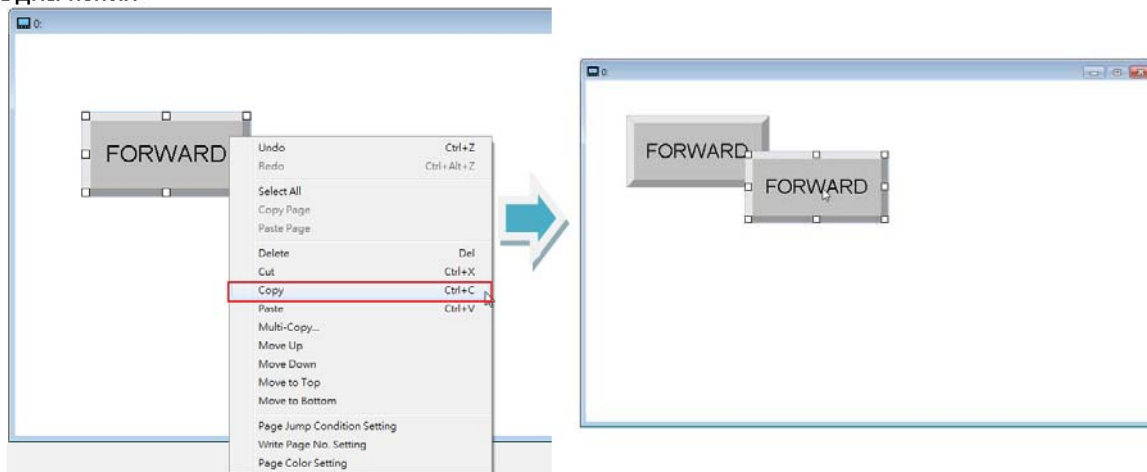 0:
FORWARD
Undo Ctrl+Z
Redo Ctrl+Alt+Z
Select All
Copy Page
Paste Page
Delete Del
Cut Ctrl+X
Copy Ctrl+C
Paste Ctrl+V
Multi-Copy...
Move Up
Move Down
Move to Top
Move to Bottom
Page Jump Condition Setting
Write Page No. Setting
Page Color Setting
0:
FORWARD
FORWARD